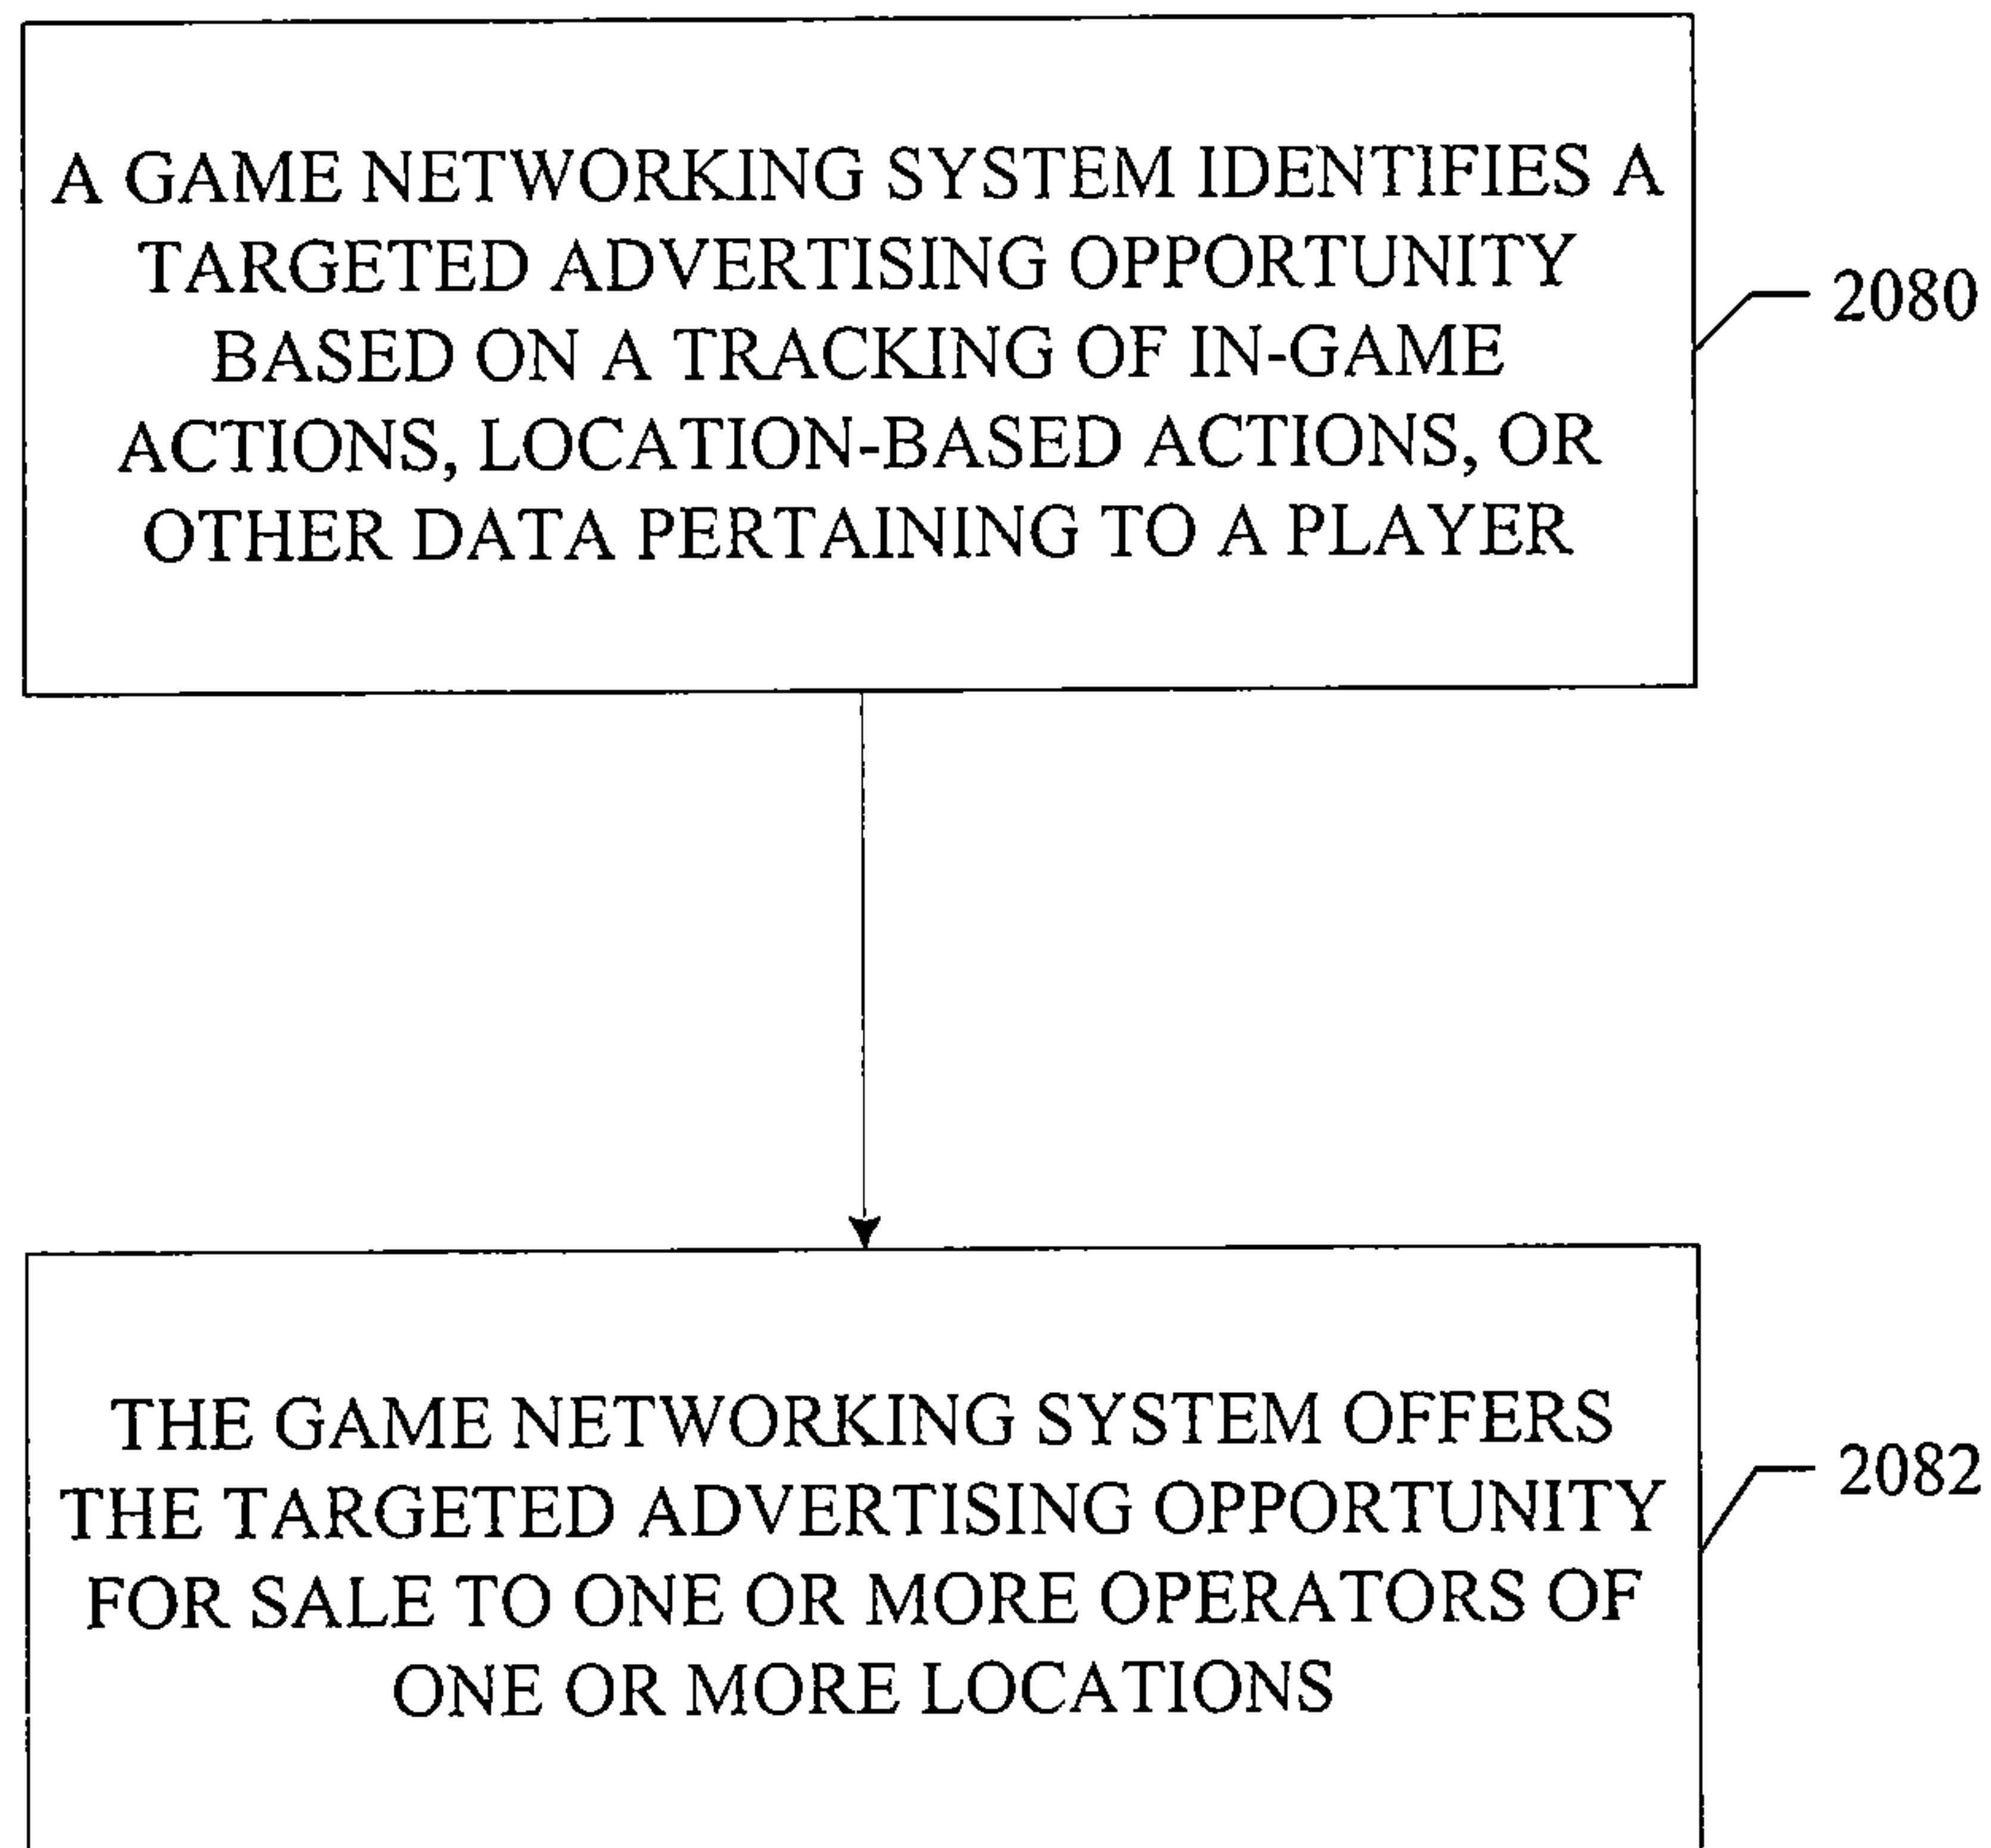 A GAME NETWORKING SYSTEM IDENTIFIES A
TARGETED ADVERTISING OPPORTUNITY
BASED ON A TRACKING OF IN-GAME
ACTIONS, LOCATION-BASED ACTIONS, OR
OTHER DATA PERTAINING TO A PLAYER
2080
THE GAME NETWORKING SYSTEM OFFERS
THE TARGETED ADVERTISING OPPORTUNITY
FOR SALE TO ONE OR MORE OPERATORS OF
ONE OR MORE LOCATIONS
2082